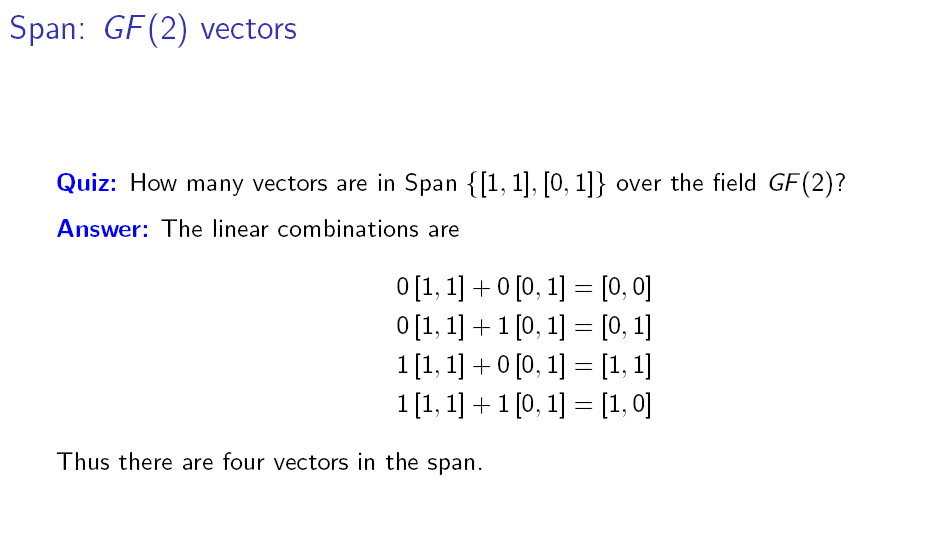 Span: GF(2) vectors
Quiz: How many vectors are in Span {[1, 1], [0, 1]} over the field GF(2)?
Answer: The linear combinations are
0 [1, 1] + 0 [0, 1] = [0, 0]
0 [1, 1] + 1 [0, 1] = [0, 1]
1 [1, 1] + 0 [0, 1] = [1, 1]
1 [1, 1] + 1 [0, 1] = [1, 0]
Thus there are four vectors in the span.